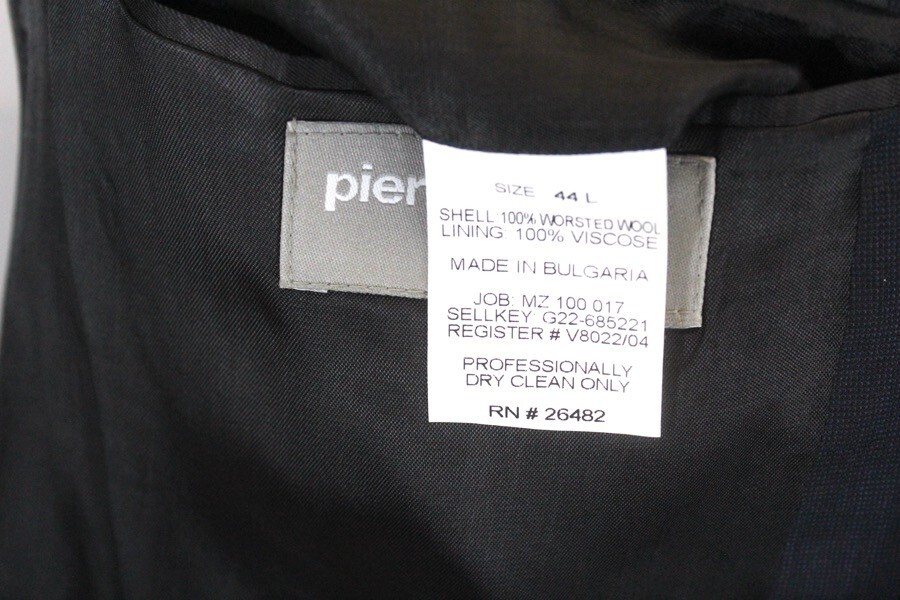 pier
SIZE 44 L
SHELL 100% WORSTED WOOL
LINING 100% VISCOSE
MADE IN BULGARIA
JOB: MZ 100 017
SELLKEY: G22-685221
REGISTER # V8022/04
PROFESSIONALLY
DRY CLEAN ONLY
RN # 26482